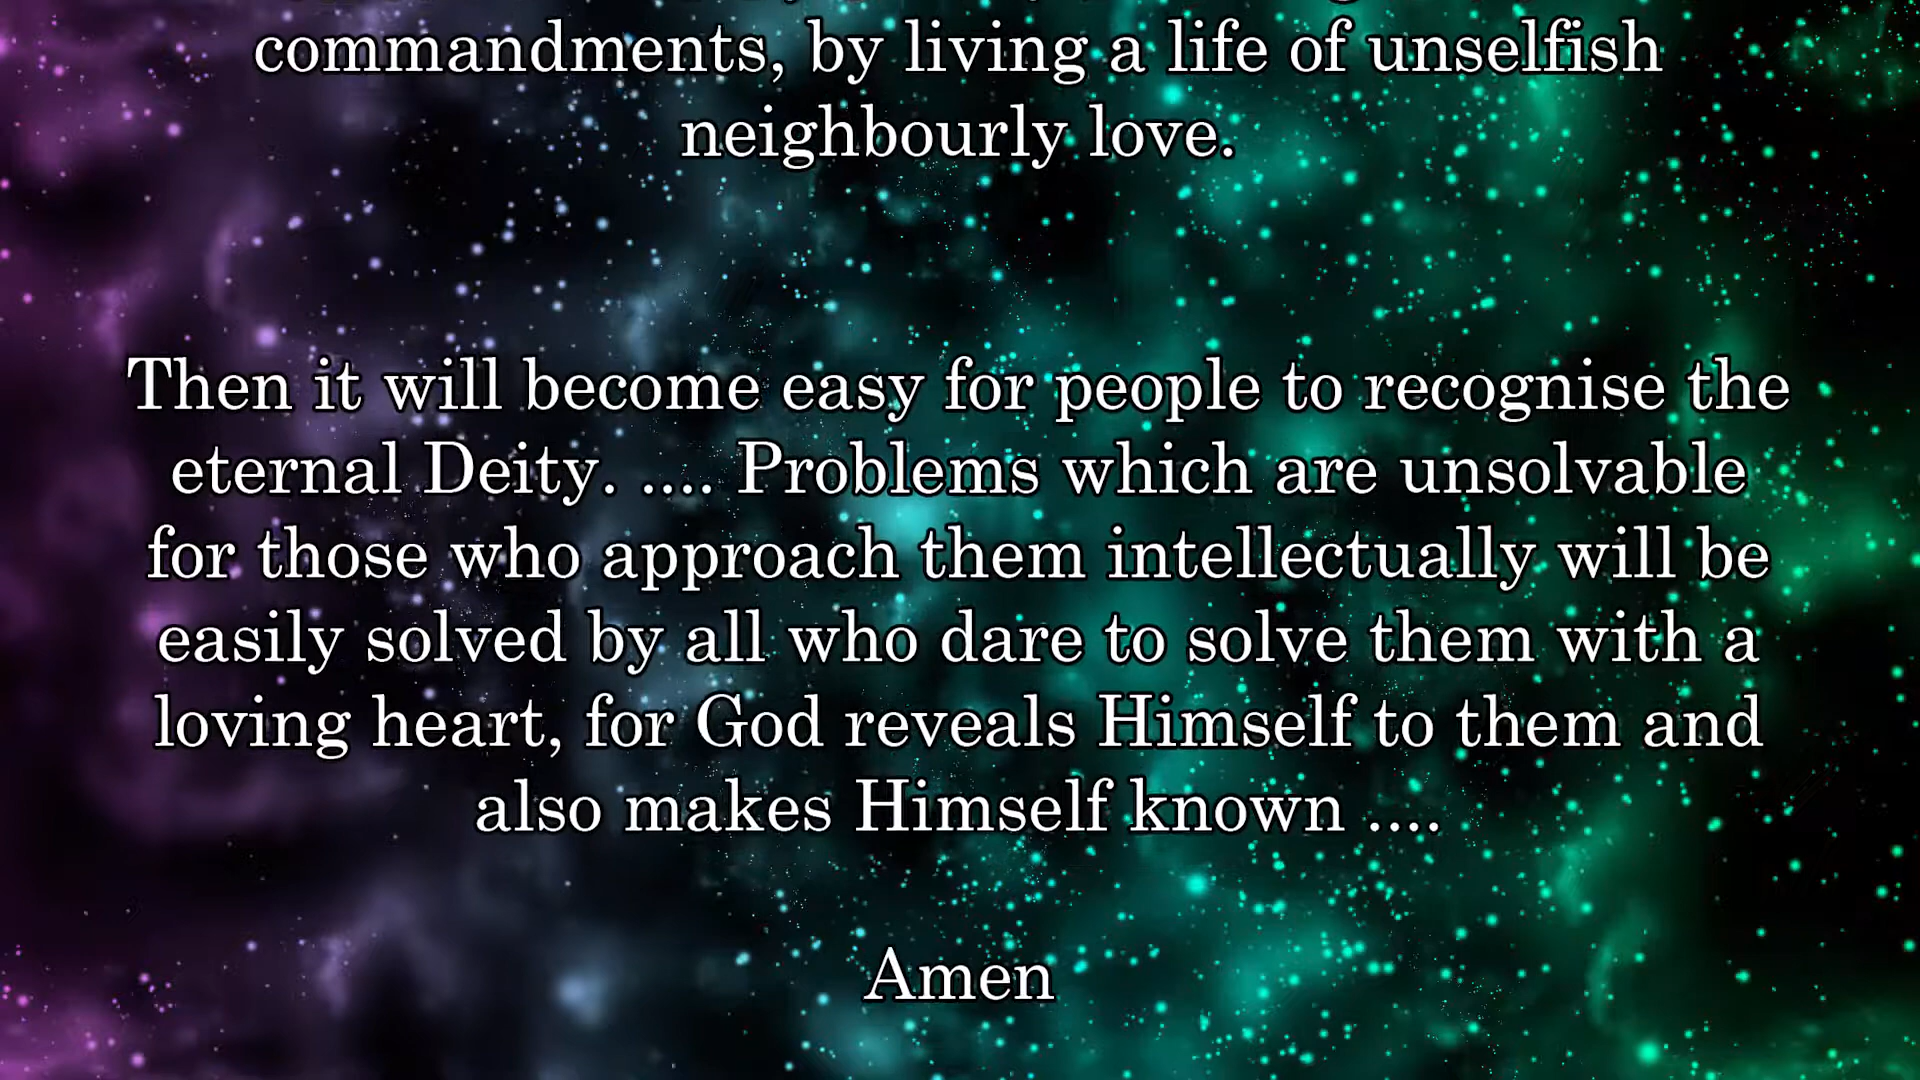 commandments, by living a life of unselfish
neighbourly love.
Then it will become easy for people to recognise the
eternal Deity. .... Problems which are unsolvable
for those who approach them intellectually will be
easily solved by all who dare to solve them with a
loving heart, for God reveals Himself to them and
also makes Himself known ....
Amen